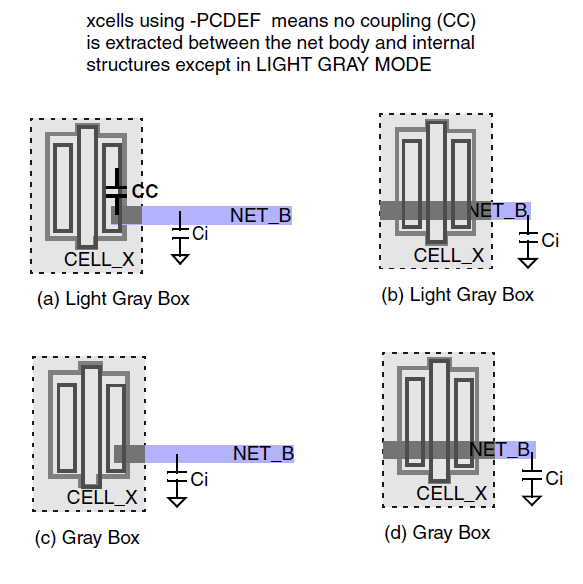 xcells using -PCDEF means no coupling (CC)
is extracted between the net body and internal
structures except in LIGHT GRAY MODE
CC
NET_B
Ci
CELL_X
(a) Light Gray Box
NET_B
Ci
CELL_X
(b) Light Gray Box
NET_B
Ci
CELL_X
(c) Gray Box
NET_B
Ci
CELL_X
(d) Gray Box